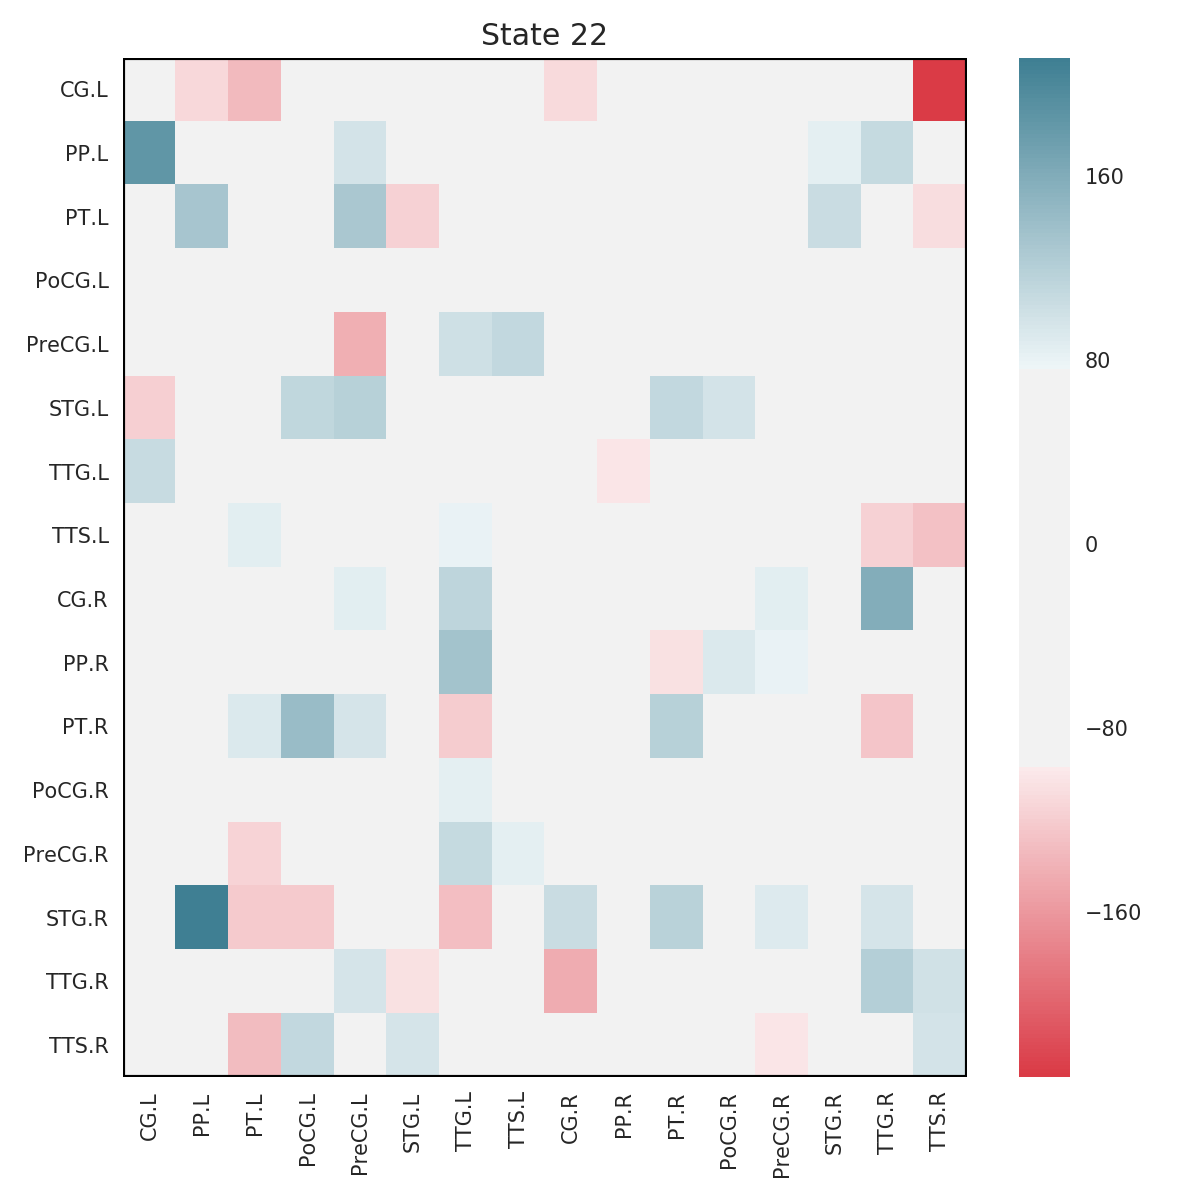 State 22
CG.L
PP.L
PT.L
PoCG.L
PreCG.L
STG.L
TTG.L
TTS.L
CG.R
PP.R
PT.R
PoCG.R
PreCG.R
STG.R
TTG.R
TTS.R
CG.L
PP.L
PT.L
PoCG.L
PreCG.L
STG.L
TTG.L
TTS.L
CG.R
PP.R
PT.R
PoCG.R
PreCG.R
STG.R
TTG.R
TTS.R
160
80
0
−80
−160